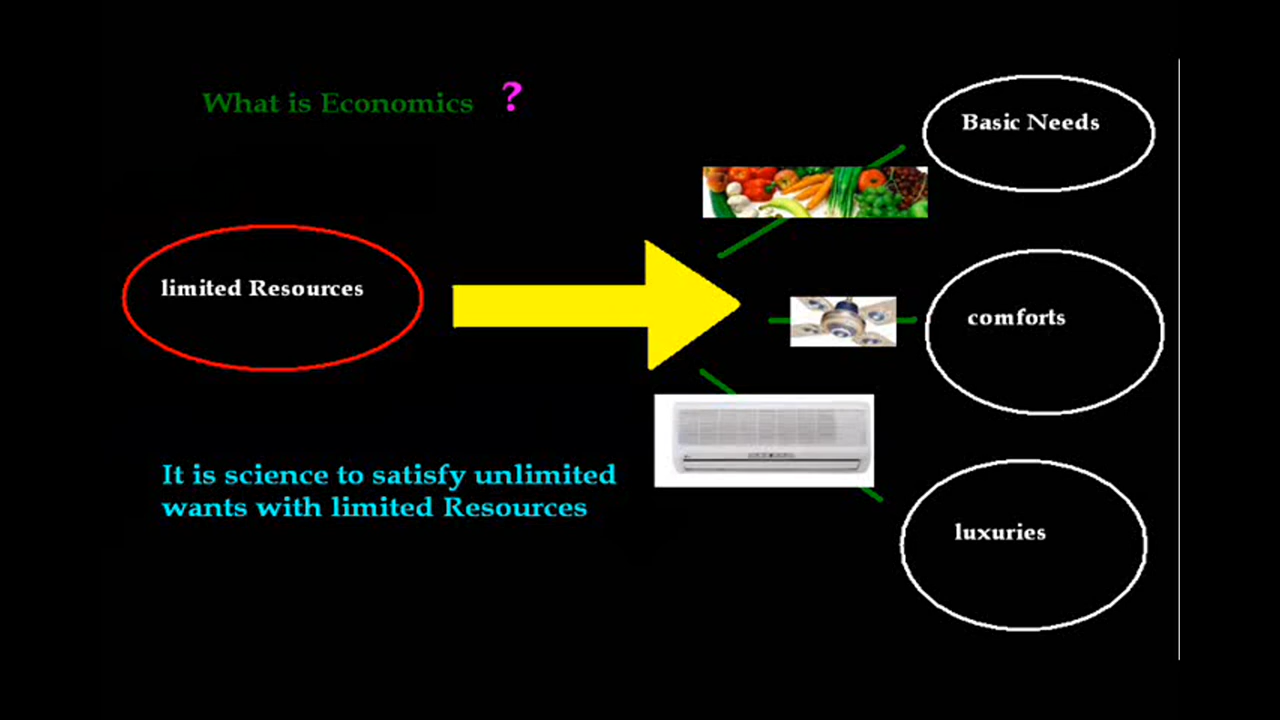 What is Economics ?
Basic Needs
limited Resources
comforts
It is science to satisfy unlimited
wants with limited Resources
luxuries